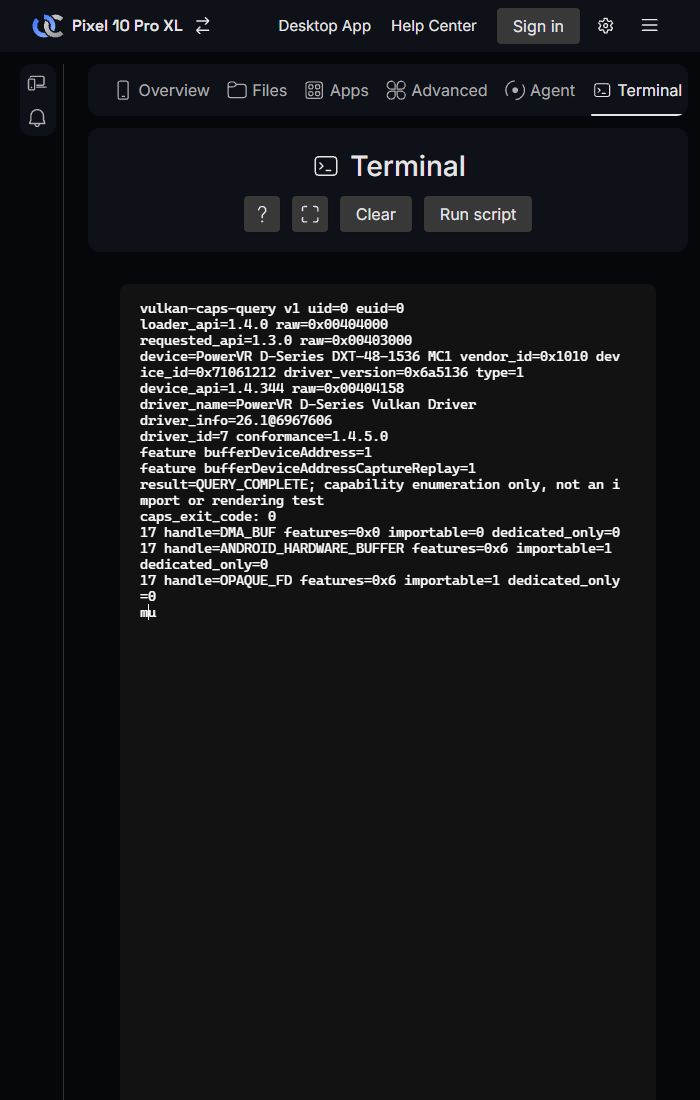 Pixel 10 Pro XL
Desktop App
Help Center
Sign in
Overview
Files
Apps
Advanced
Agent
Terminal
Terminal
?
Clear
Run script
vulkan-caps-query v1 uid=0 euid=0
loader_api=1.4.0 raw=0x00404000
requested_api=1.3.0 raw=0x00403000
device=PowerVR D-Series DXT-48-1536 MC1 vendor_id=0x1010 dev
ice_id=0x71061212 driver_version=0x6a5136 type=1
device_api=1.4.344 raw=0x00404158
driver_name=PowerVR D-Series Vulkan Driver
driver_info=26.1@6967606
driver_id=7 conformance=1.4.5.0
feature bufferDeviceAddress=1
feature bufferDeviceAddressCaptureReplay=1
result=QUERY_COMPLETE; capability enumeration only, not an i
mport or rendering test
caps_exit_code: 0
17 handle=DMA_BUF features=0x0 importable=0 dedicated_only=0
17 handle=ANDROID_HARDWARE_BUFFER features=0x6 importable=1
dedicated_only=0
17 handle=OPAQUE_FD features=0x6 importable=1 dedicated_only
=0
mu